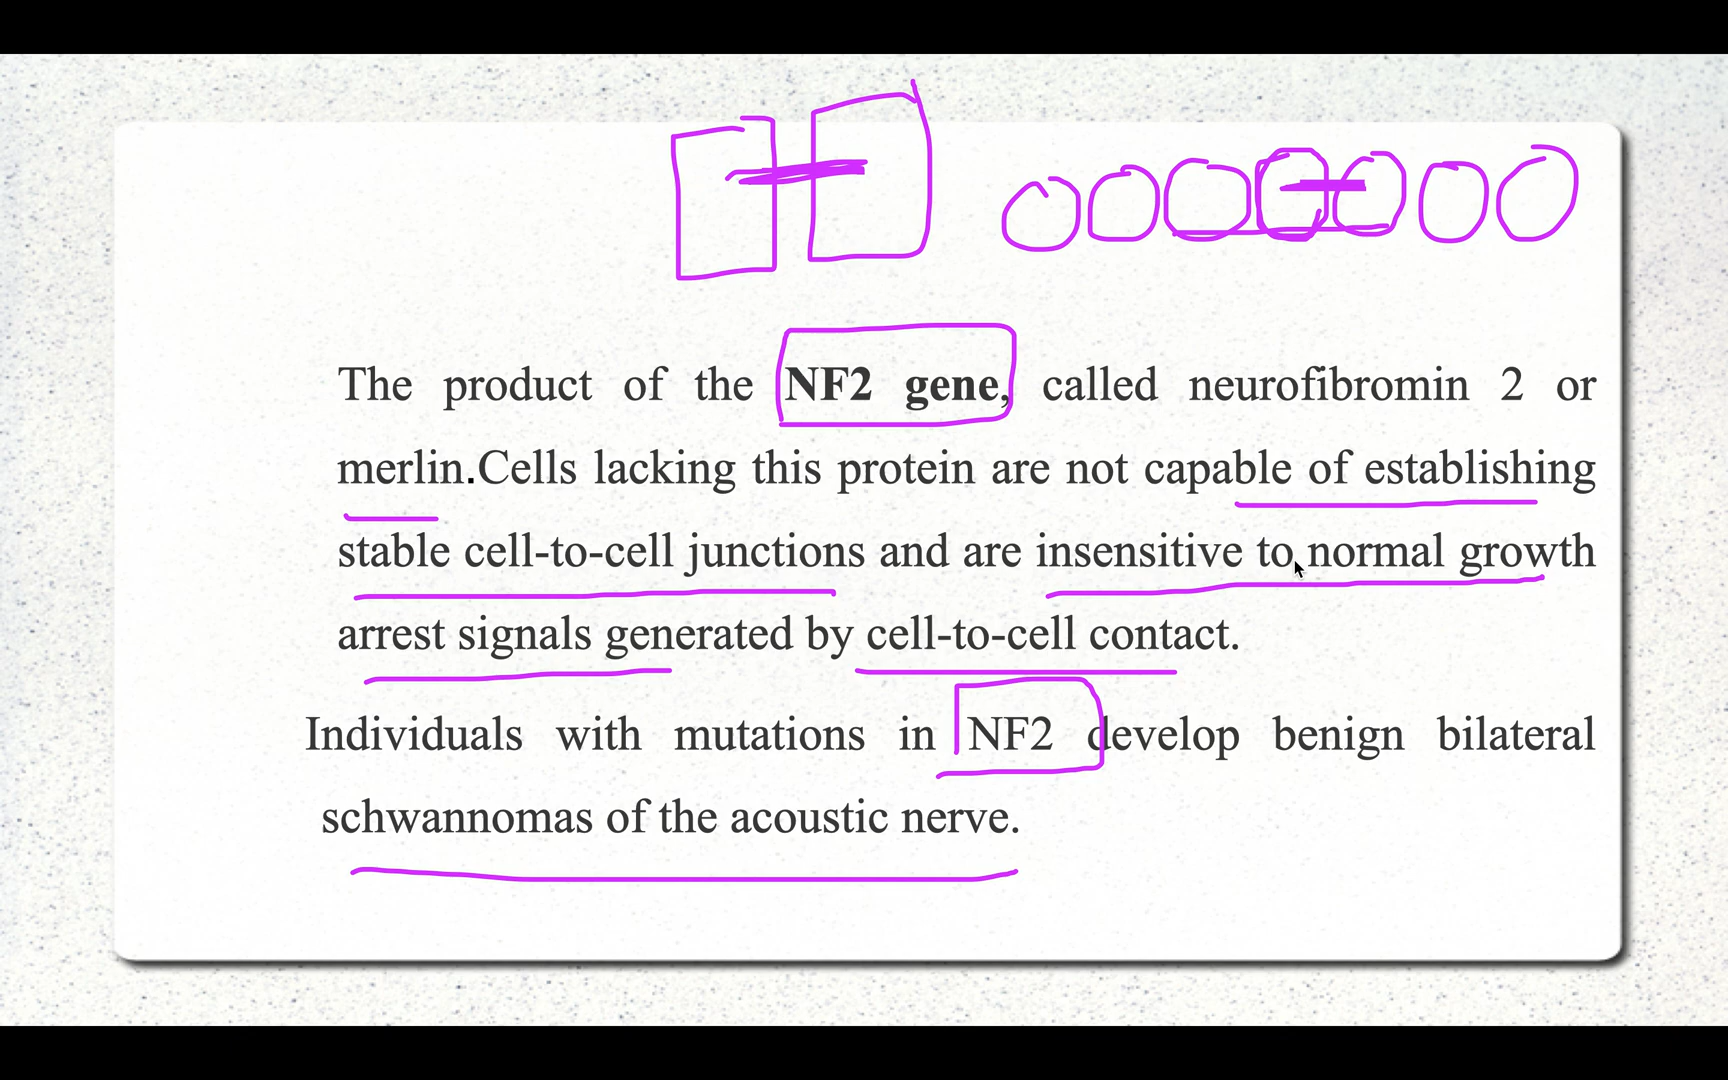 The product of the NF2 gene, called neurofibromin 2 or
merlin.Cells lacking this protein are not capable of establishing
stable cell-to-cell junctions and are insensitive to normal growth
arrest signals generated by cell-to-cell contact.
Individuals with mutations in NF2 develop benign bilateral
schwannomas of the acoustic nerve.